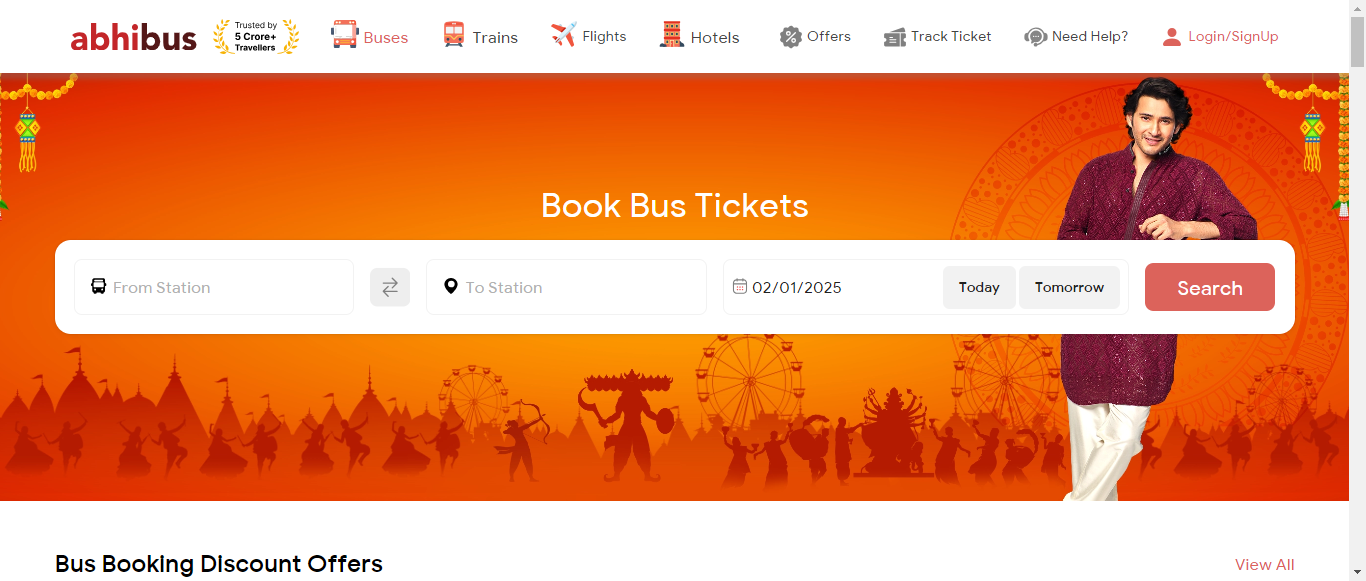 abhibus
Trusted by
5 Crore+
Travellers
Buses
Trains
Flights
Hotels
Offers
Track Ticket
Need Help?
Login/SignUp
Book Bus Tickets
From Station
To Station
02/01/2025
Today
Tomorrow
Search
Bus Booking Discount Offers
View All